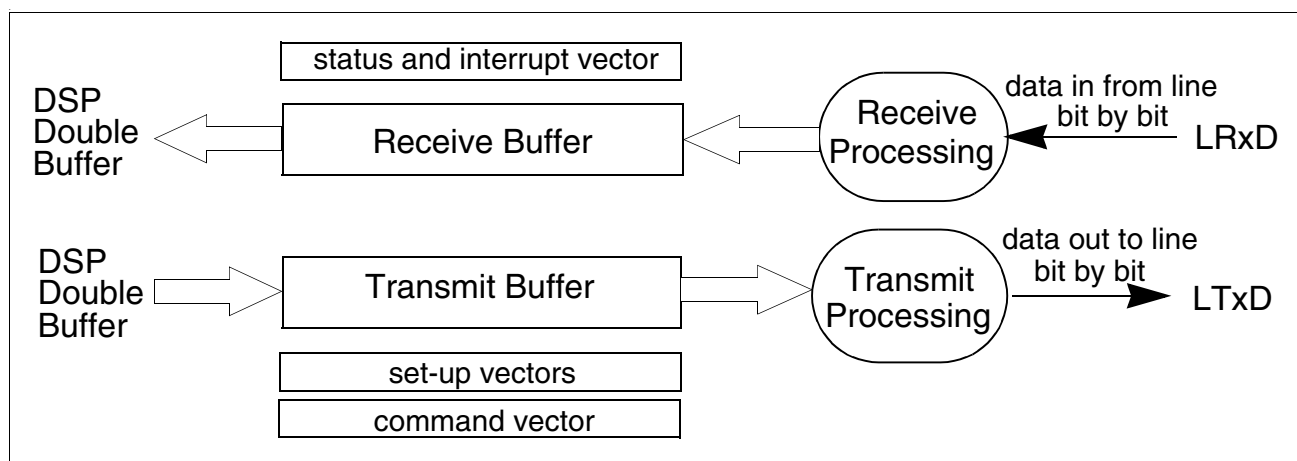 status and interrupt vector
DSP
Double
Buffer
Receive Buffer
Receive
Processing
data in from line
bit by bit
LRxD
DSP
Double
Buffer
Transmit Buffer
Transmit
Processing
data out to line
bit by bit
LTxD
set-up vectors
command vector